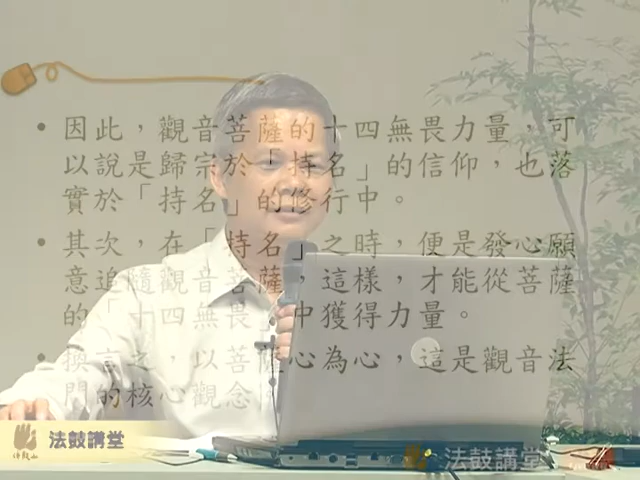 • 因此，觀音菩薩的十四無畏力量，可
以說是歸宗於「持名」的信仰，也落
實於「持名」的修行中。
• 其次，在「持名」之時，便是發心願
意追隨觀音菩薩，這樣，才能從菩薩
的「十四無畏」中獲得力量。
• 換言之，以菩薩心為心，這是觀音法
門的核心觀念
法鼓講堂
法鼓講堂